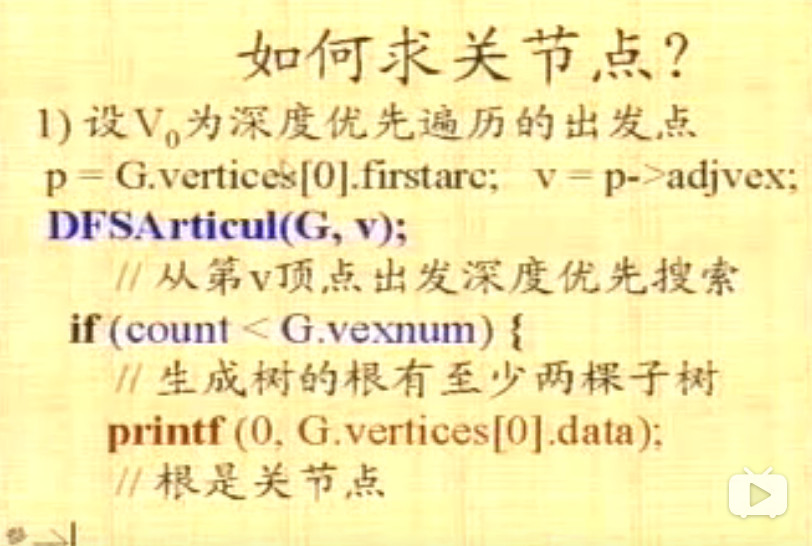 如何求关节点?
1) 设V0为深度优先遍历的出发点
p = G.vertices[0].firstarc; v = p->adjvex;
DFSArticul(G, v);
// 从第v顶点出发深度优先搜索
if (count < G.vexnum) {
// 生成树的根有至少两棵子树
printf (0, G.vertices[0].data);
// 根是关节点